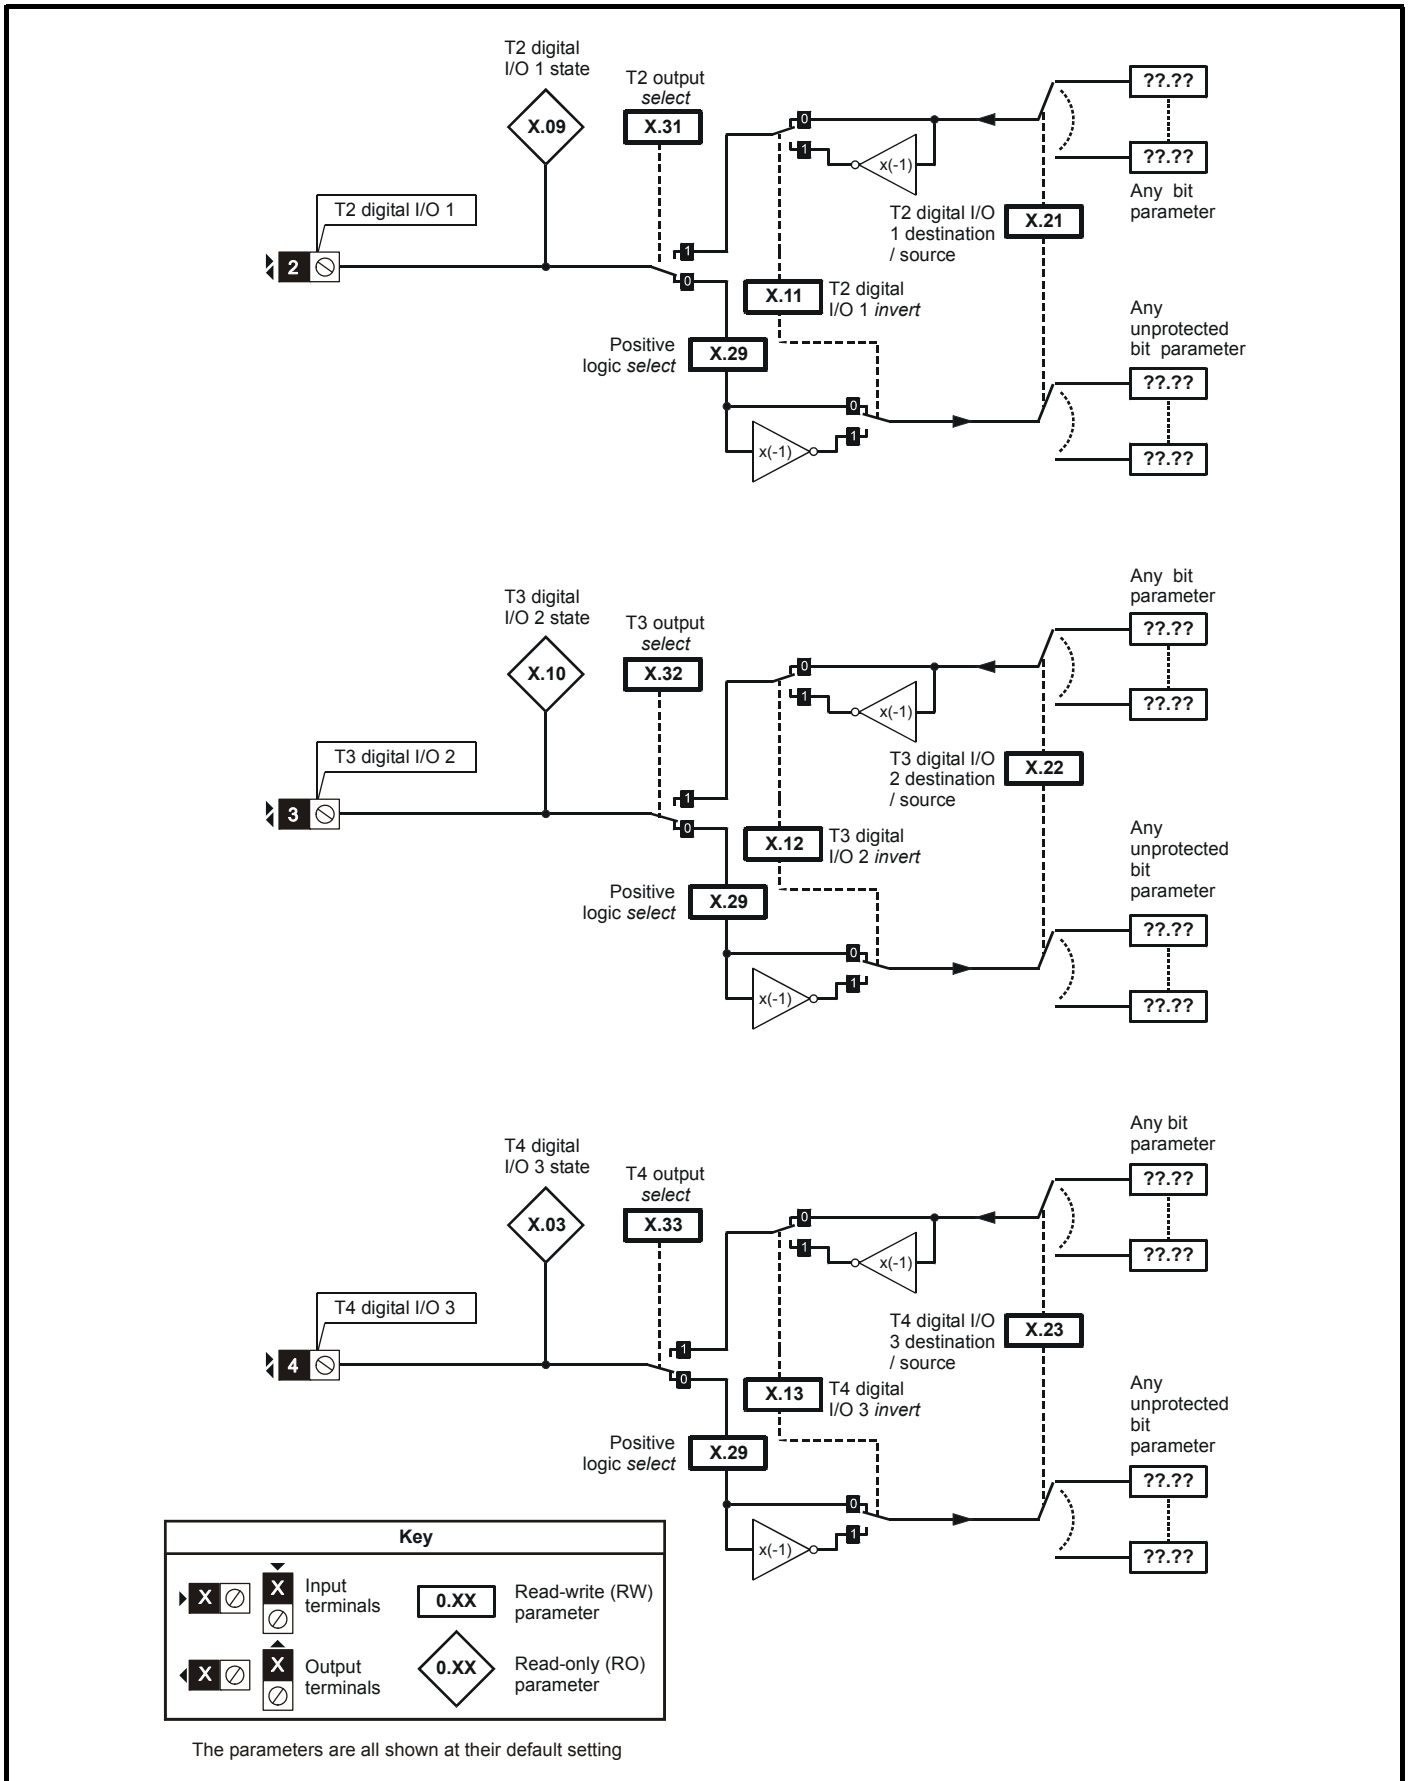 T2 digital
I/O 1 state
X.09
T2 output
select
X.31
0
1
x(-1)
??.??
??.??
Any bit
parameter
T2 digital I/O 1
2
1
0
T2 digital I/O
1 destination
/ source
X.21
X.11
T2 digital
I/O 1 invert
Positive
logic select
X.29
0
1
x(-1)
Any
unprotected
bit parameter
??.??
??.??
T3 digital
I/O 2 state
X.10
T3 output
select
X.32
0
1
x(-1)
Any bit
parameter
??.??
??.??
T3 digital I/O 2
3
1
0
T3 digital I/O
2 destination
/ source
X.22
X.12
T3 digital
I/O 2 invert
Positive
logic select
X.29
0
1
x(-1)
Any
unprotected
bit
parameter
??.??
??.??
T4 digital
I/O 3 state
X.03
T4 output
select
X.33
0
1
x(-1)
Any bit
parameter
??.??
??.??
T4 digital I/O 3
4
1
0
T4 digital I/O
3 destination
/ source
X.23
X.13
T4 digital
I/O 3 invert
Positive
logic select
X.29
0
1
x(-1)
Any
unprotected
bit
parameter
??.??
??.??
Key
X
X
Input
terminals
0.XX
Read-write (RW)
parameter
X
X
Output
terminals
0.XX
Read-only (RO)
parameter
The parameters are all shown at their default setting